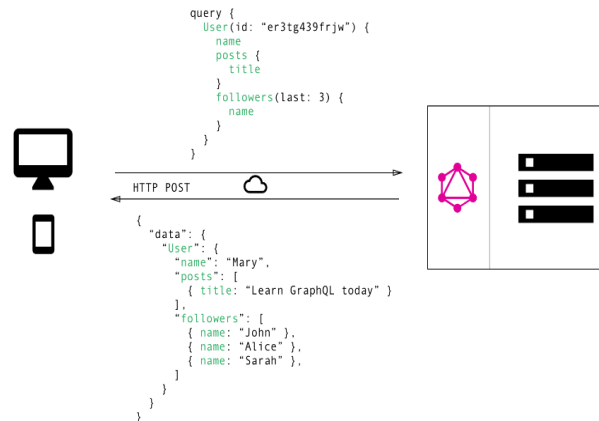 query {
  User(id: “er3tg439frjw”) {
    name
    posts {
      title
    }
    followers(last: 3) {
      name
    }
  }
}
HTTP POST
{
  “data”: {
    “User”: {
      “name”: “Mary”,
      “posts”: [
        { title: “Learn GraphQL today” }
      ],
      “followers”: [
        { name: “John” },
        { name: “Alice” },
        { name: “Sarah” },
      ]
    }
  }
}